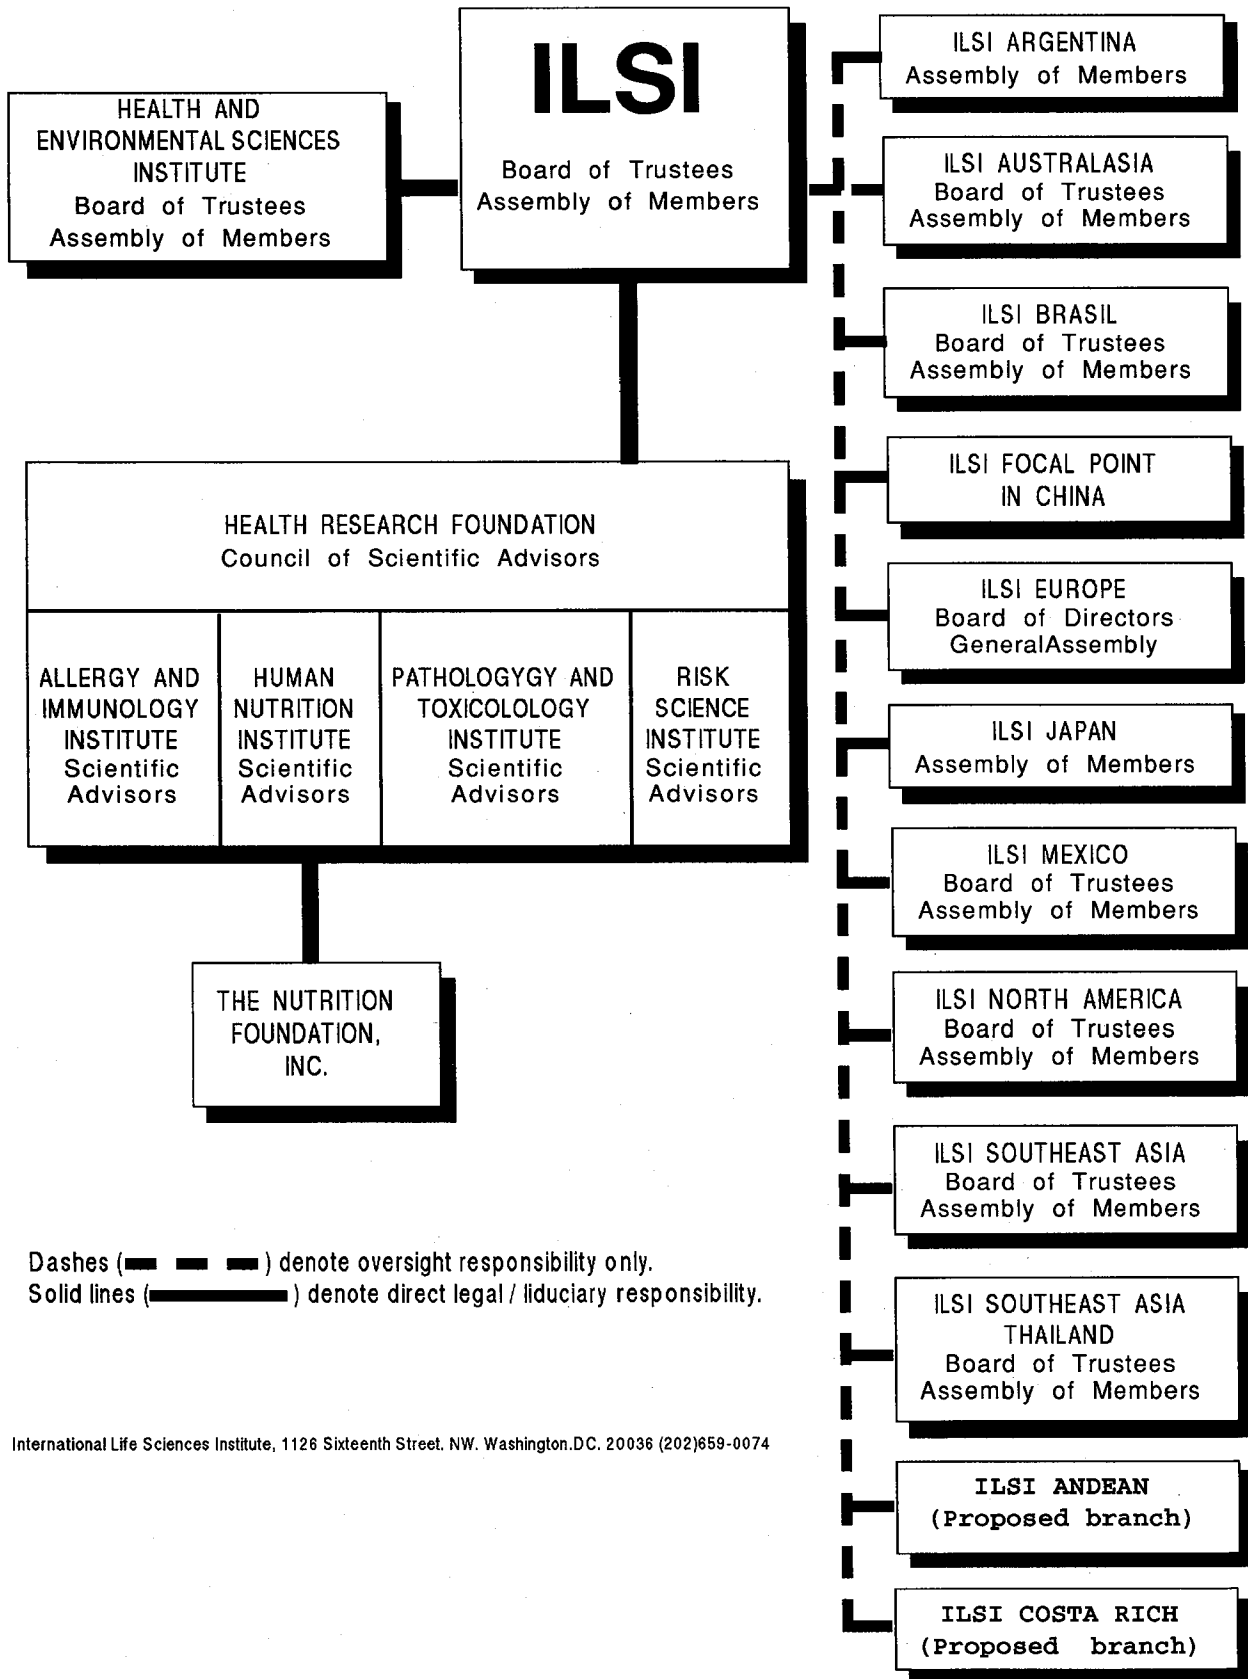 ILSI
Board of Trustees
Assembly of Members
HEALTH AND
ENVIRONMENTAL SCIENCES
INSTITUTE
Board of Trustees
Assembly of Members
HEALTH RESEARCH FOUNDATION
Council of Scientific Advisors
ALLERGY AND
IMMUNOLOGY
INSTITUTE
Scientific
Advisors
HUMAN
NUTRITION
INSTITUTE
Scientific
Advisors
PATHOLOGYGY AND
TOXICOLOLOGY
INSTITUTE
Scientific
Advisors
RISK
SCIENCE
INSTITUTE
Scientific
Advisors
THE NUTRITION
FOUNDATION,
INC.
Dashes ( ) denote oversight responsibility only.
Solid lines ( ) denote direct legal / liduciary responsibility.
International Life Sciences Institute, 1126 Sixteenth Street, NW. Washington.DC. 20036 (202)659-0074
ILSI ARGENTINA
Assembly of Members
ILSI AUSTRALASIA
Board of Trustees
Assembly of Members
ILSI BRASIL
Board of Trustees
Assembly of Members
ILSI FOCAL POINT
IN CHINA
ILSI EUROPE
Board of Directors
GeneralAssembly
ILSI JAPAN
Assembly of Members
ILSI MEXICO
Board of Trustees
Assembly of Members
ILSI NORTH AMERICA
Board of Trustees
Assembly of Members
ILSI SOUTHEAST ASIA
Board of Trustees
Assembly of Members
ILSI SOUTHEAST ASIA
THAILAND
Board of Trustees
Assembly of Members
ILSI ANDEAN
(Proposed branch)
ILSI COSTA RICH
(Proposed branch)